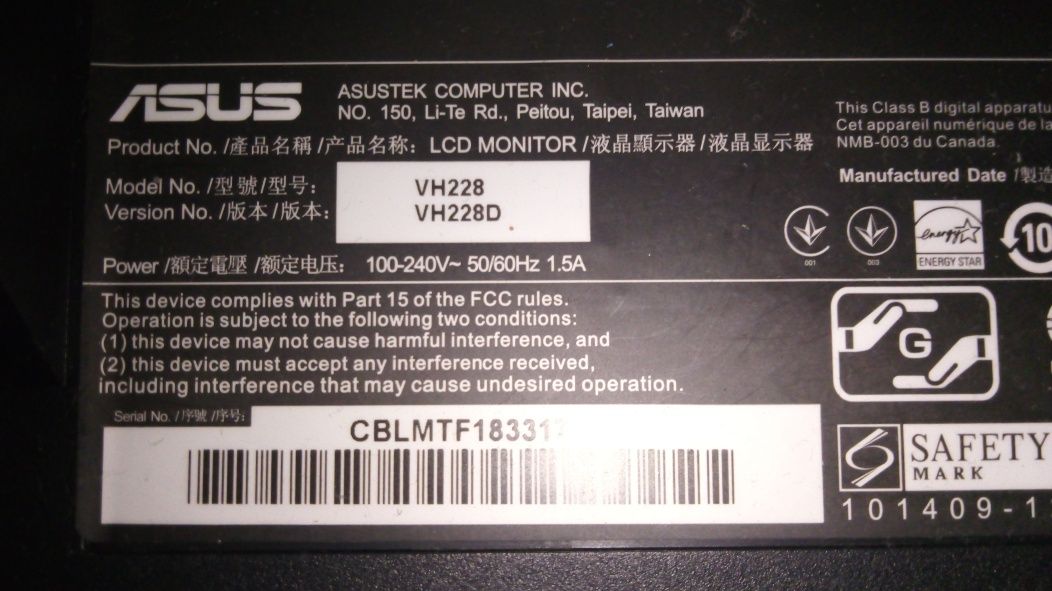 ASUS
ASUSTEK COMPUTER INC.
NO. 150, Li-Te Rd., Peitou, Taipei, Taiwan
Product No. /產品名稱/产品名称: LCD MONITOR /液晶顯示器/液晶显示器
Model No. /型號/型号: VH228
Version No. /版本/版本: VH228D
Power /額定電壓/额定电压: 100-240V~ 50/60Hz 1.5A
This Class B digital
Cet appareil numérique de la
NMB-003 du Canada.
Manufactured Date /製造
001
003
energy
ENERGY STAR
10
This device complies with Part 15 of the FCC rules.
Operation is subject to the following two conditions:
(1) this device may not cause harmful interference, and
(2) this device must accept any interference received,
including interference that may cause undesired operation.
G
Serial No. /序號/序号:
CBLMTF18331
S
SAFETY
MARK
101409-1